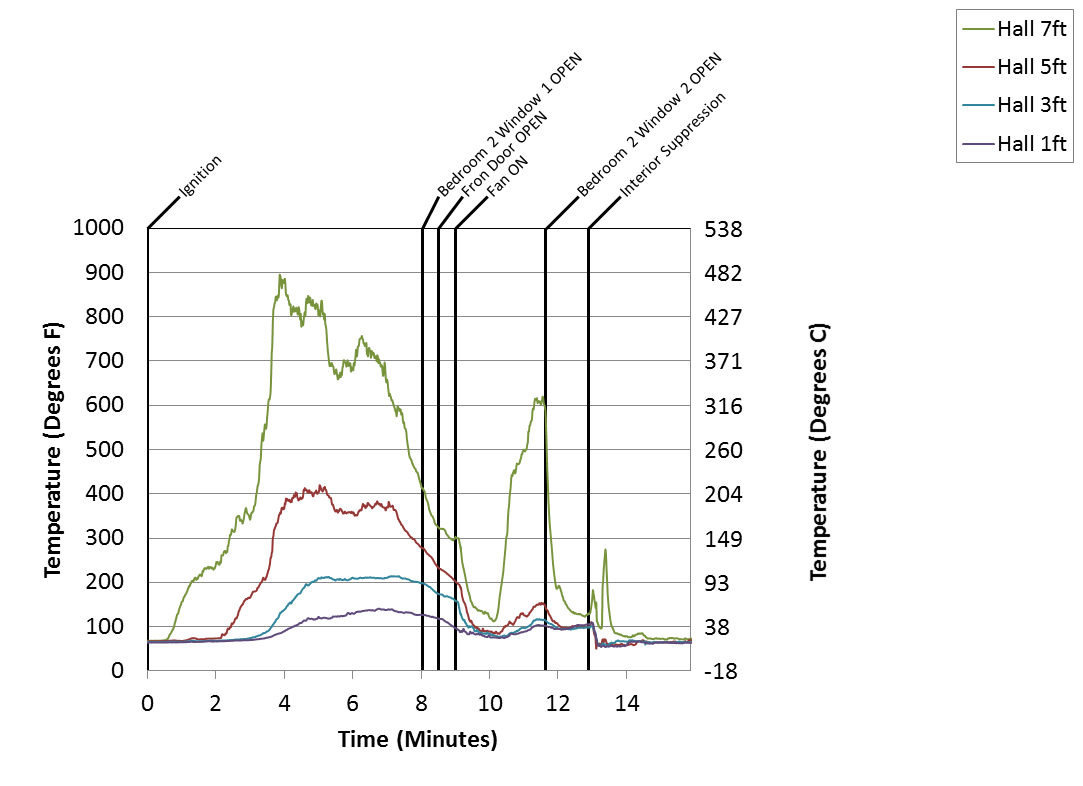 Hall 7ft
Hall 5ft
Hall 3ft
Hall 1ft
Ignition
Bedroom 2 Window 1 OPEN
Fron Door OPEN
Fan ON
Bedroom 2 Window 2 OPEN
Interior Suppression
Temperature (Degrees F)
1000
900
800
700
600
500
400
300
200
100
0
538
482
427
371
316
260
204
149
93
38
-18
Temperature (Degrees C)
0 2 4 6 8 10 12 14
Time (Minutes)